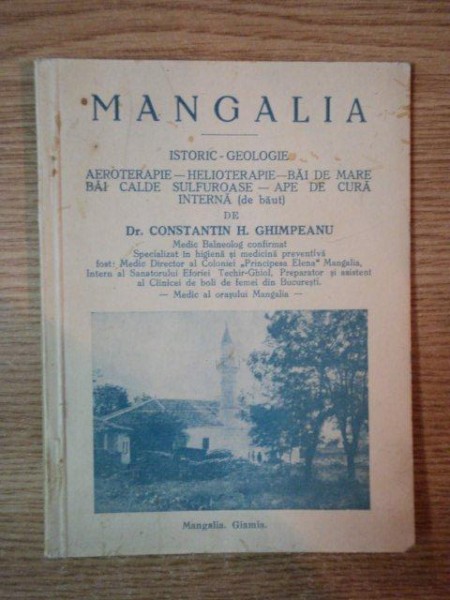 MANGALIA
ISTORIC - GEOLOGIE
AEROTERAPIE — HELIOTERAPIE — BĂI DE MARE
BĂI CALDE SULFUROASE — APE DE CURĂ
INTERNĂ (de băut)
DE
Dr. CONSTANTIN H. GHIMPEANU
Medic Balneolog confirmat
Specializat în higienă și medicină preventivă
fost: Medic Director al Coloniei „Principesa Elena" Mangalia,
Intern al Sanatorului Eforiei Techir-Ghiol, Preparator și asistent
al Clinicei de boli de femei din București.
— Medic al orașului Mangalia —
Mangalia. Giamia.